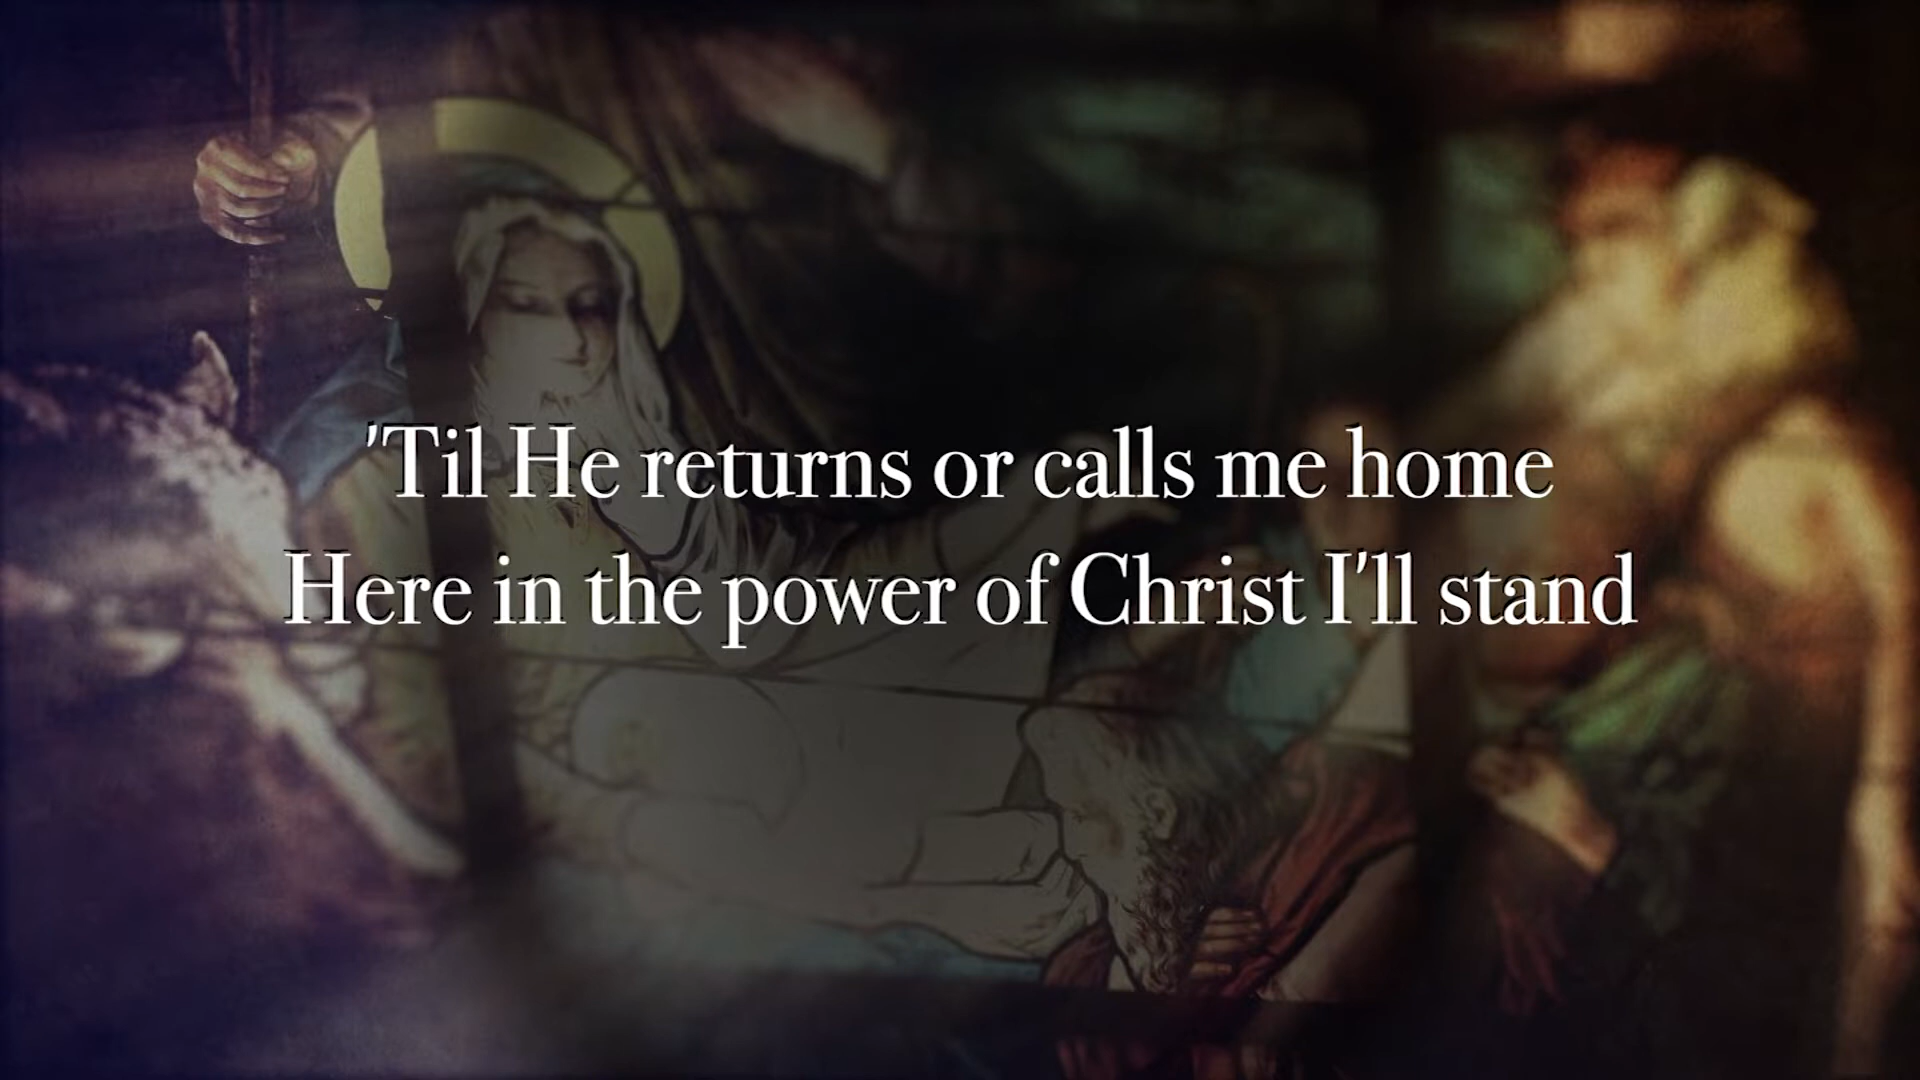 'Til He returns or calls me home
Here in the power of Christ I'll stand